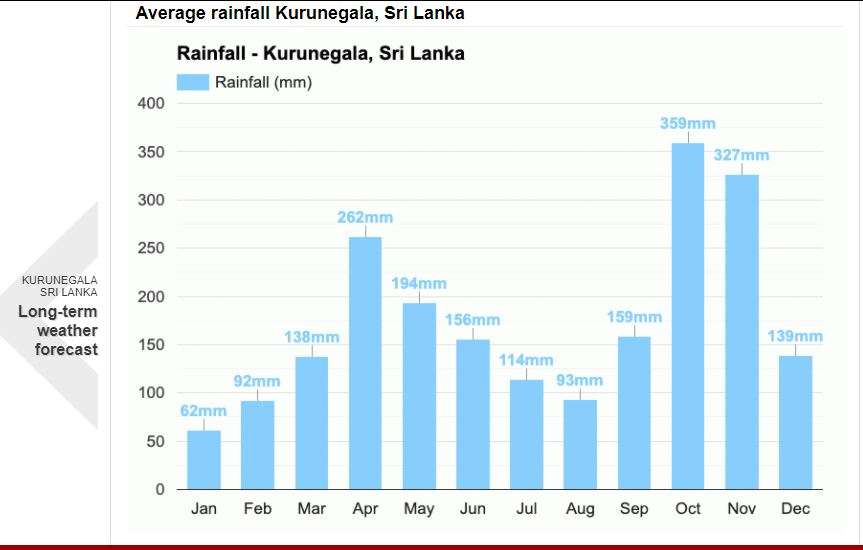 Average rainfall Kurunegala, Sri Lanka
Rainfall - Kurunegala, Sri Lanka
Rainfall (mm)
400
350
300
250
200
150
100
50
0
62mm
92mm
138mm
262mm
194mm
156mm
114mm
93mm
159mm
359mm
327mm
139mm
Jan Feb Mar Apr May Jun Jul Aug Sep Oct Nov Dec
KURUNEGALA
SRI LANKA
Long-term
weather
forecast